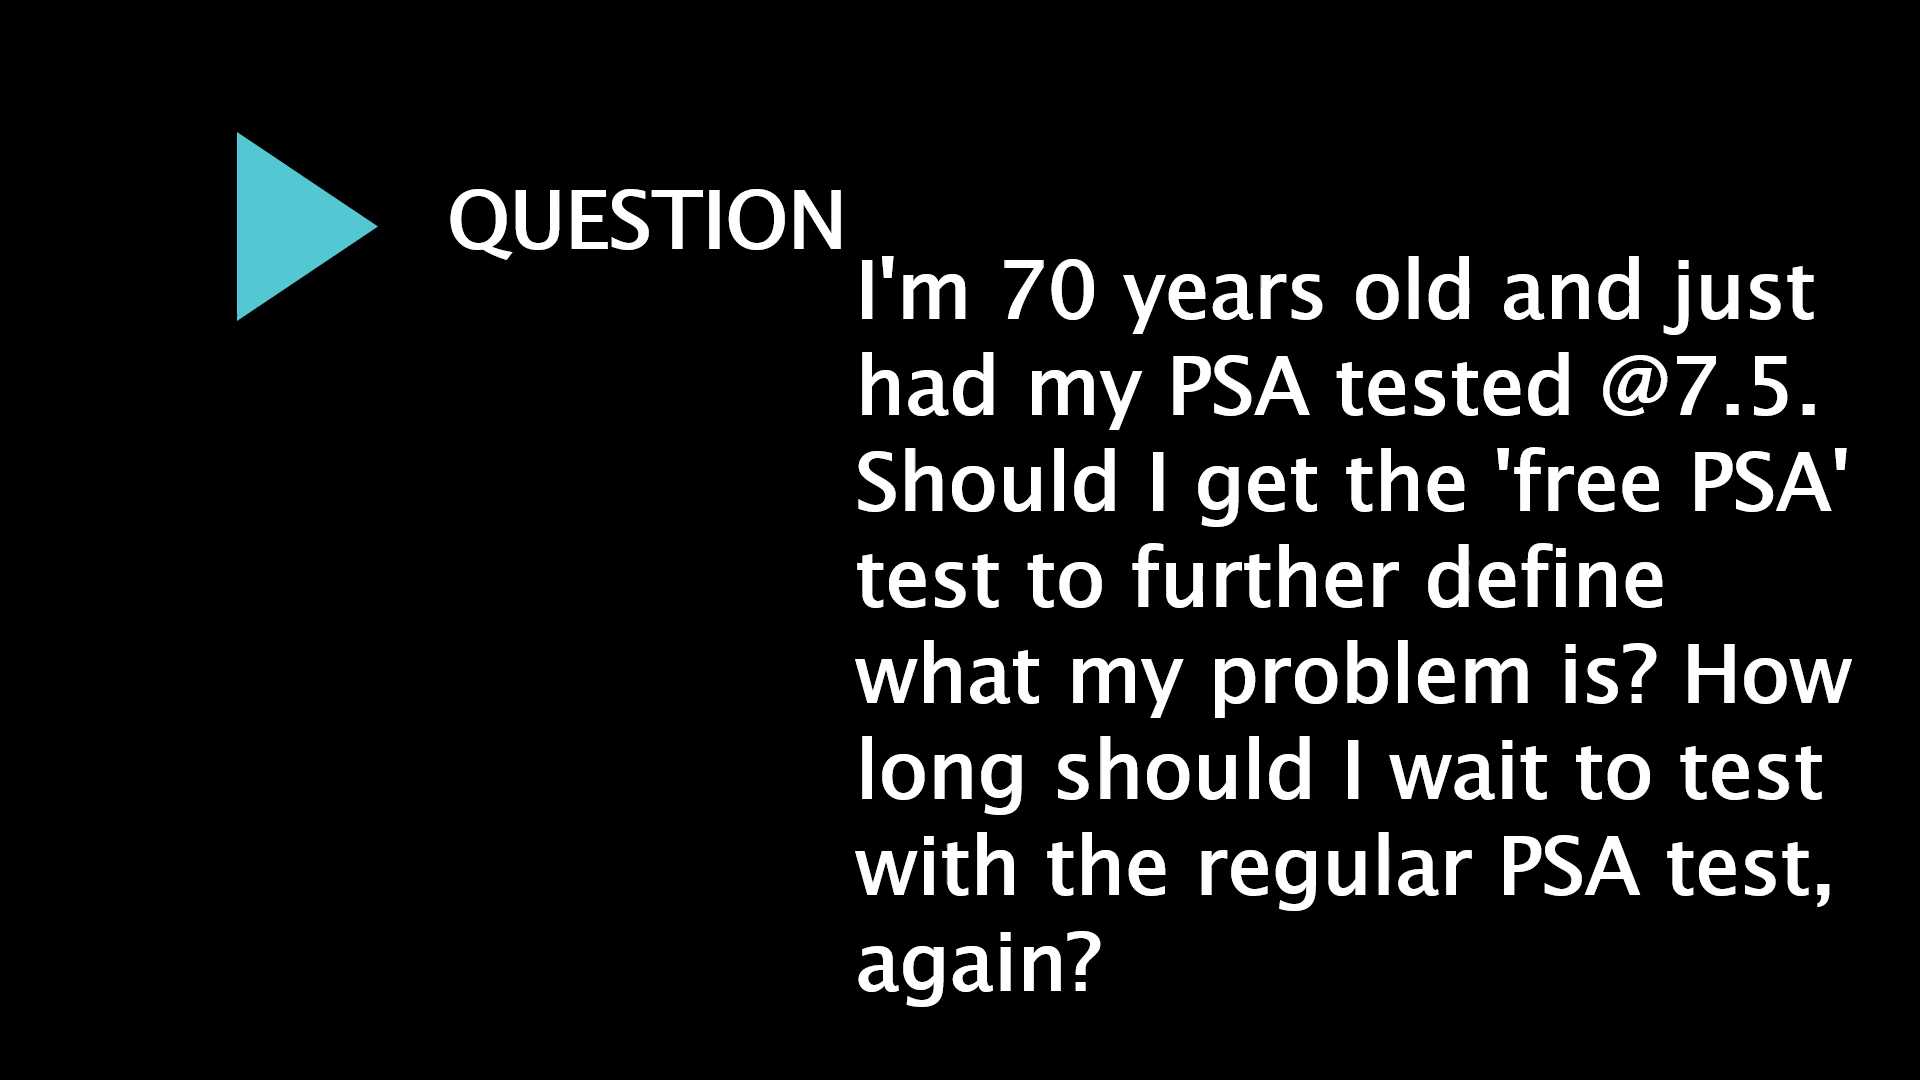 QUESTION
I'm 70 years old and just
had my PSA tested @7.5.
Should I get the 'free PSA'
test to further define
what my problem is? How
long should I wait to test
with the regular PSA test,
again?